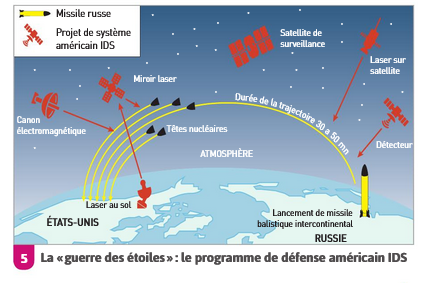 Missile russe
Projet de système
américain IDS
Satellite de
surveillance
Laser sur
satellite
Miroir laser
Durée de la trajectoire 30 à 50 mn
Canon
électromagnétique
Têtes nucléaires
Détecteur
ATMOSPHÈRE
Laser au sol
ÉTATS-UNIS
Lancement de missile
balistique intercontinental
RUSSIE
5 La « guerre des étoiles » : le programme de défense américain IDS